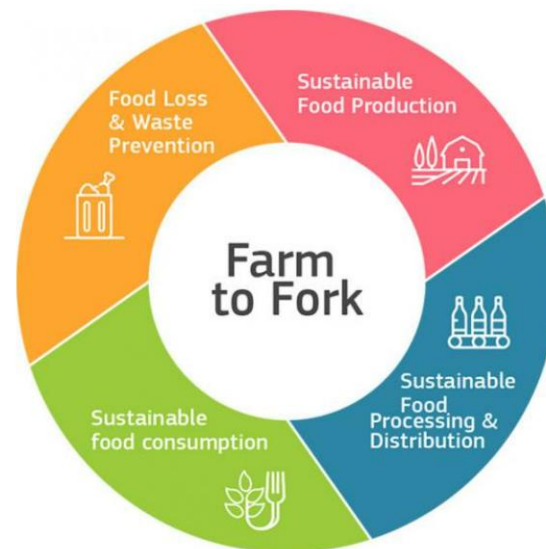 Food Loss
& Waste
Prevention
Sustainable
Food Production
Farm
to Fork
Sustainable
Food
Processing &
Distribution
Sustainable
food consumption